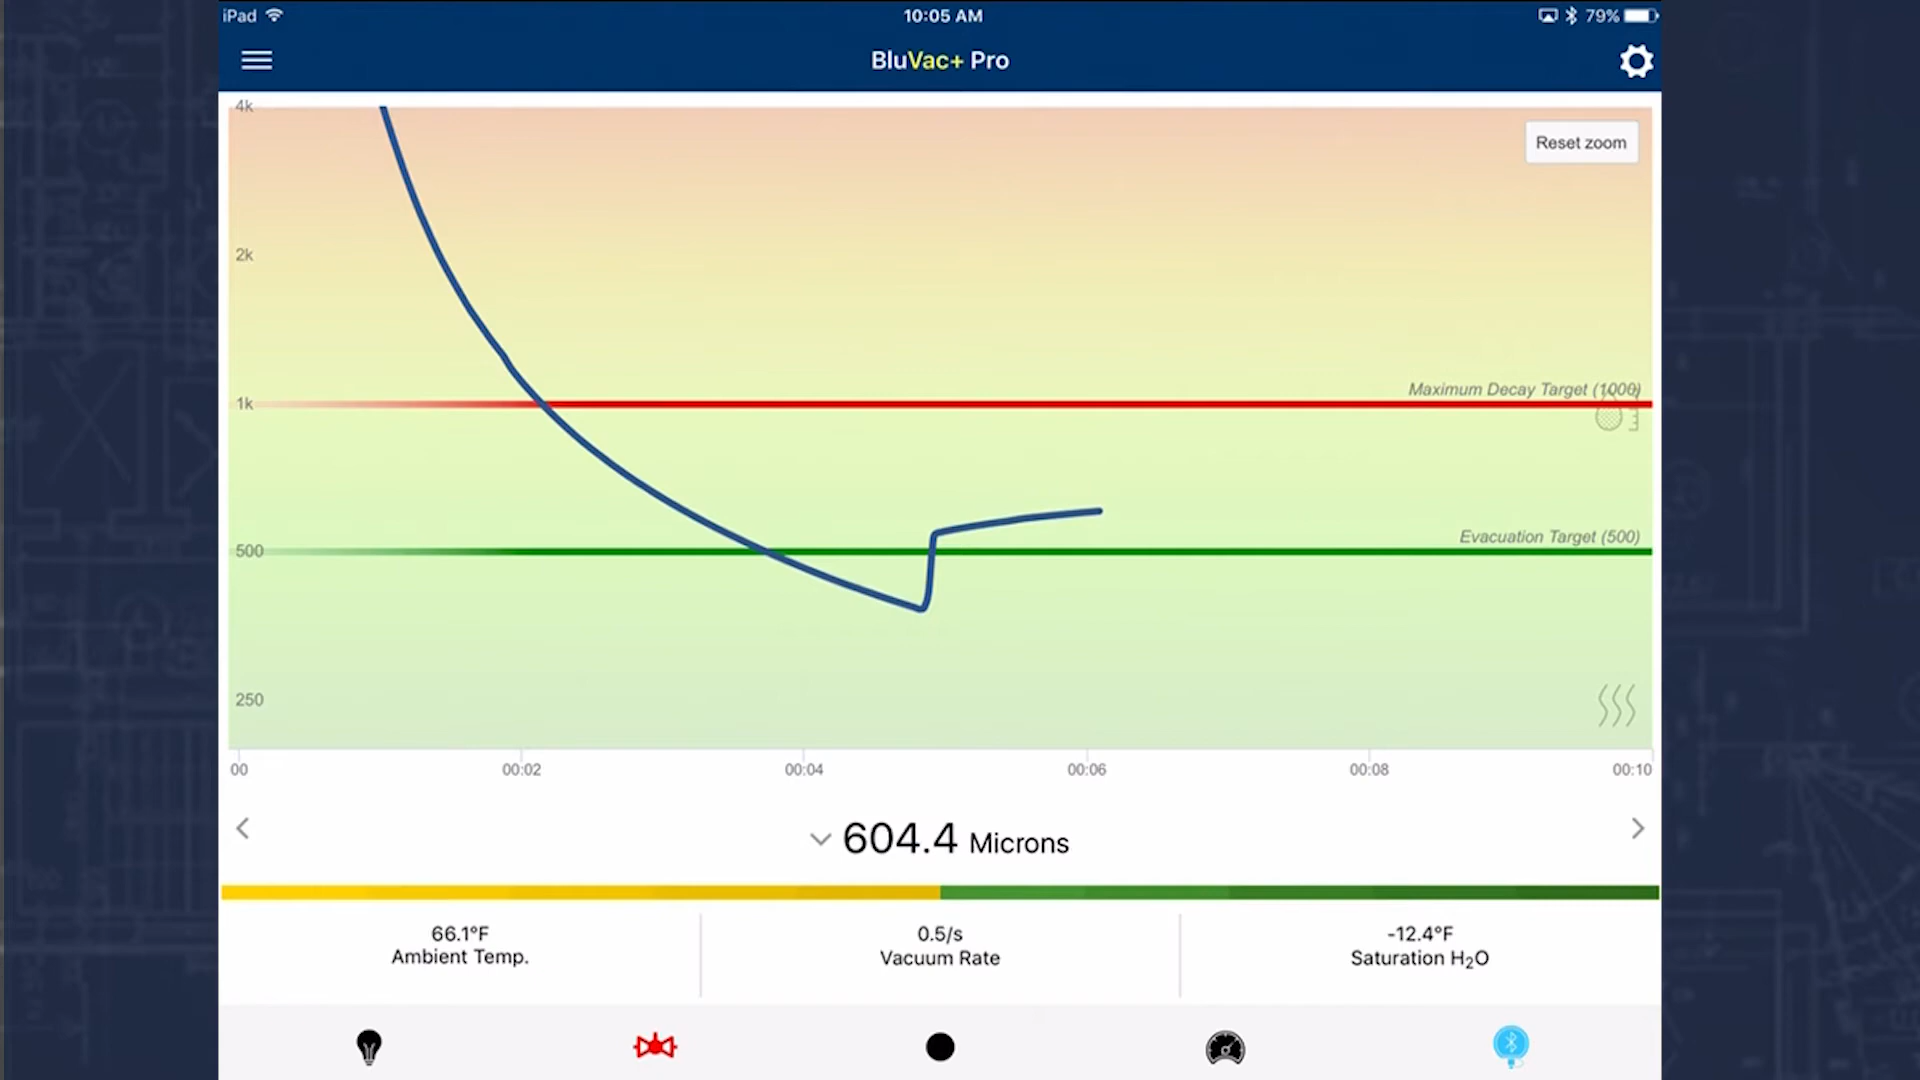 iPad
10:05 AM
79%
BluVac+ Pro
4k
Reset zoom
2k
Maximum Decay Target (1000)
1k
Evacuation Target (500)
500
250
00
00:02
00:04
00:06
00:08
00:10
604.4 Microns
66.1°F
Ambient Temp.
0.5/s
Vacuum Rate
-12.4°F
Saturation H₂O